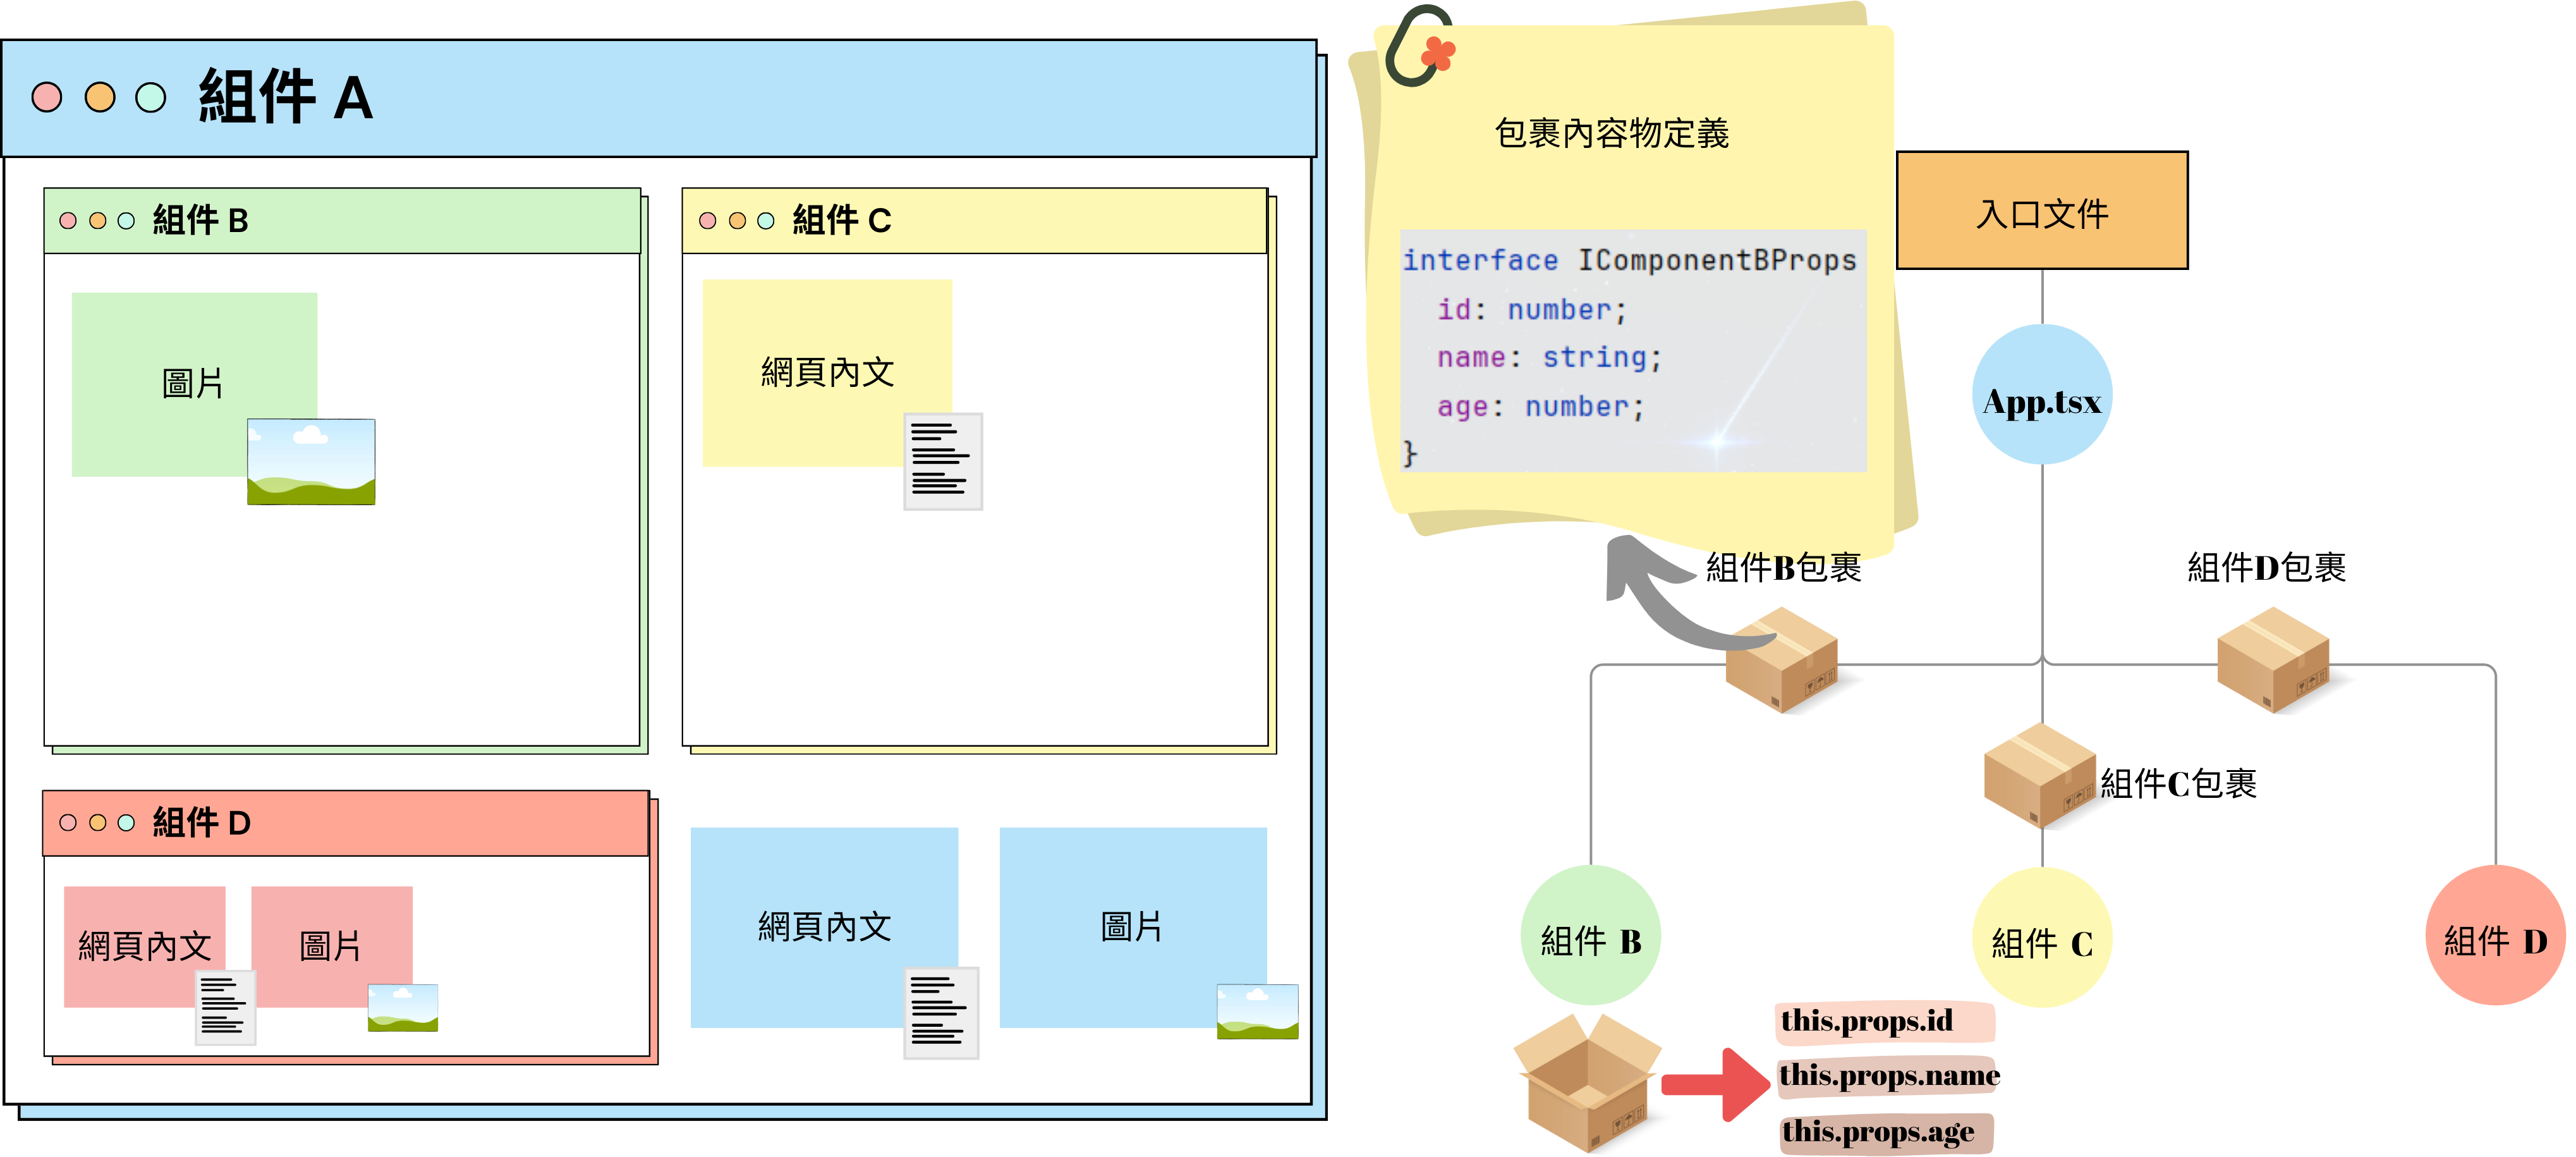 組件 A
組件 B
圖片
組件 C
網頁內文
組件 D
網頁內文
圖片
網頁內文
圖片
包裹內容物定義
interface IComponentBProps
id: number;
name: string;
age: number;
}
入口文件
App.tsx
組件B包裹
組件D包裹
組件C包裹
組件 B
組件 C
組件 D
this.props.id
this.props.name
this.props.age